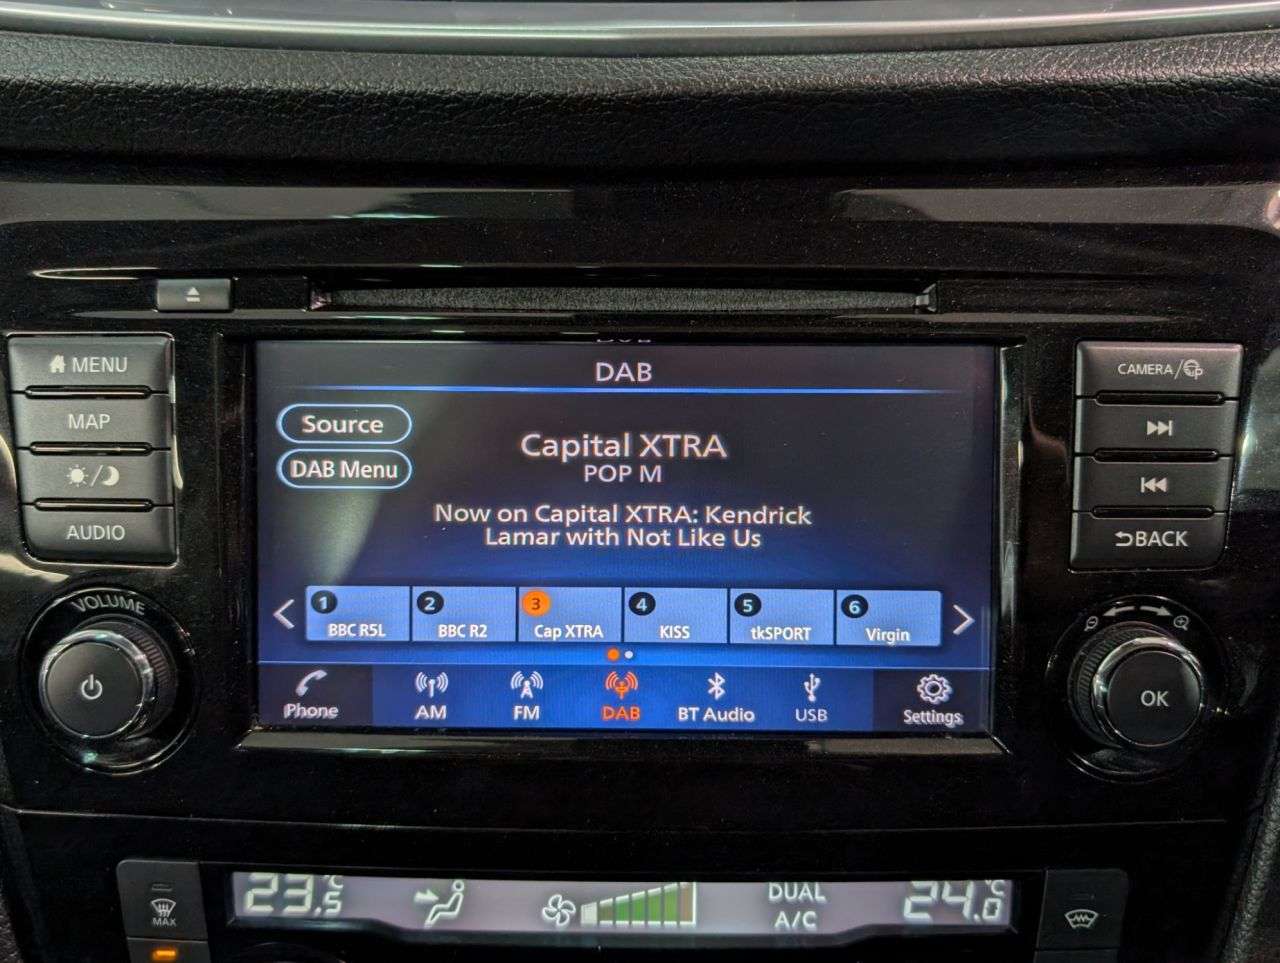 DAB
Source
DAB Menu
Capital XTRA
POP M
Now on Capital XTRA: Kendrick
Lamar with Not Like Us
1 BBC R5L
2 BBC R2
3 Cap XTRA
4 KISS
5 tkSPORT
6 Virgin
Phone
AM
FM
DAB
BT Audio
USB
Settings
MENU
MAP
AUDIO
VOLUME
CAMERA/
BACK
OK
MAX
23.5°C
DUAL
A/C
24.0°C